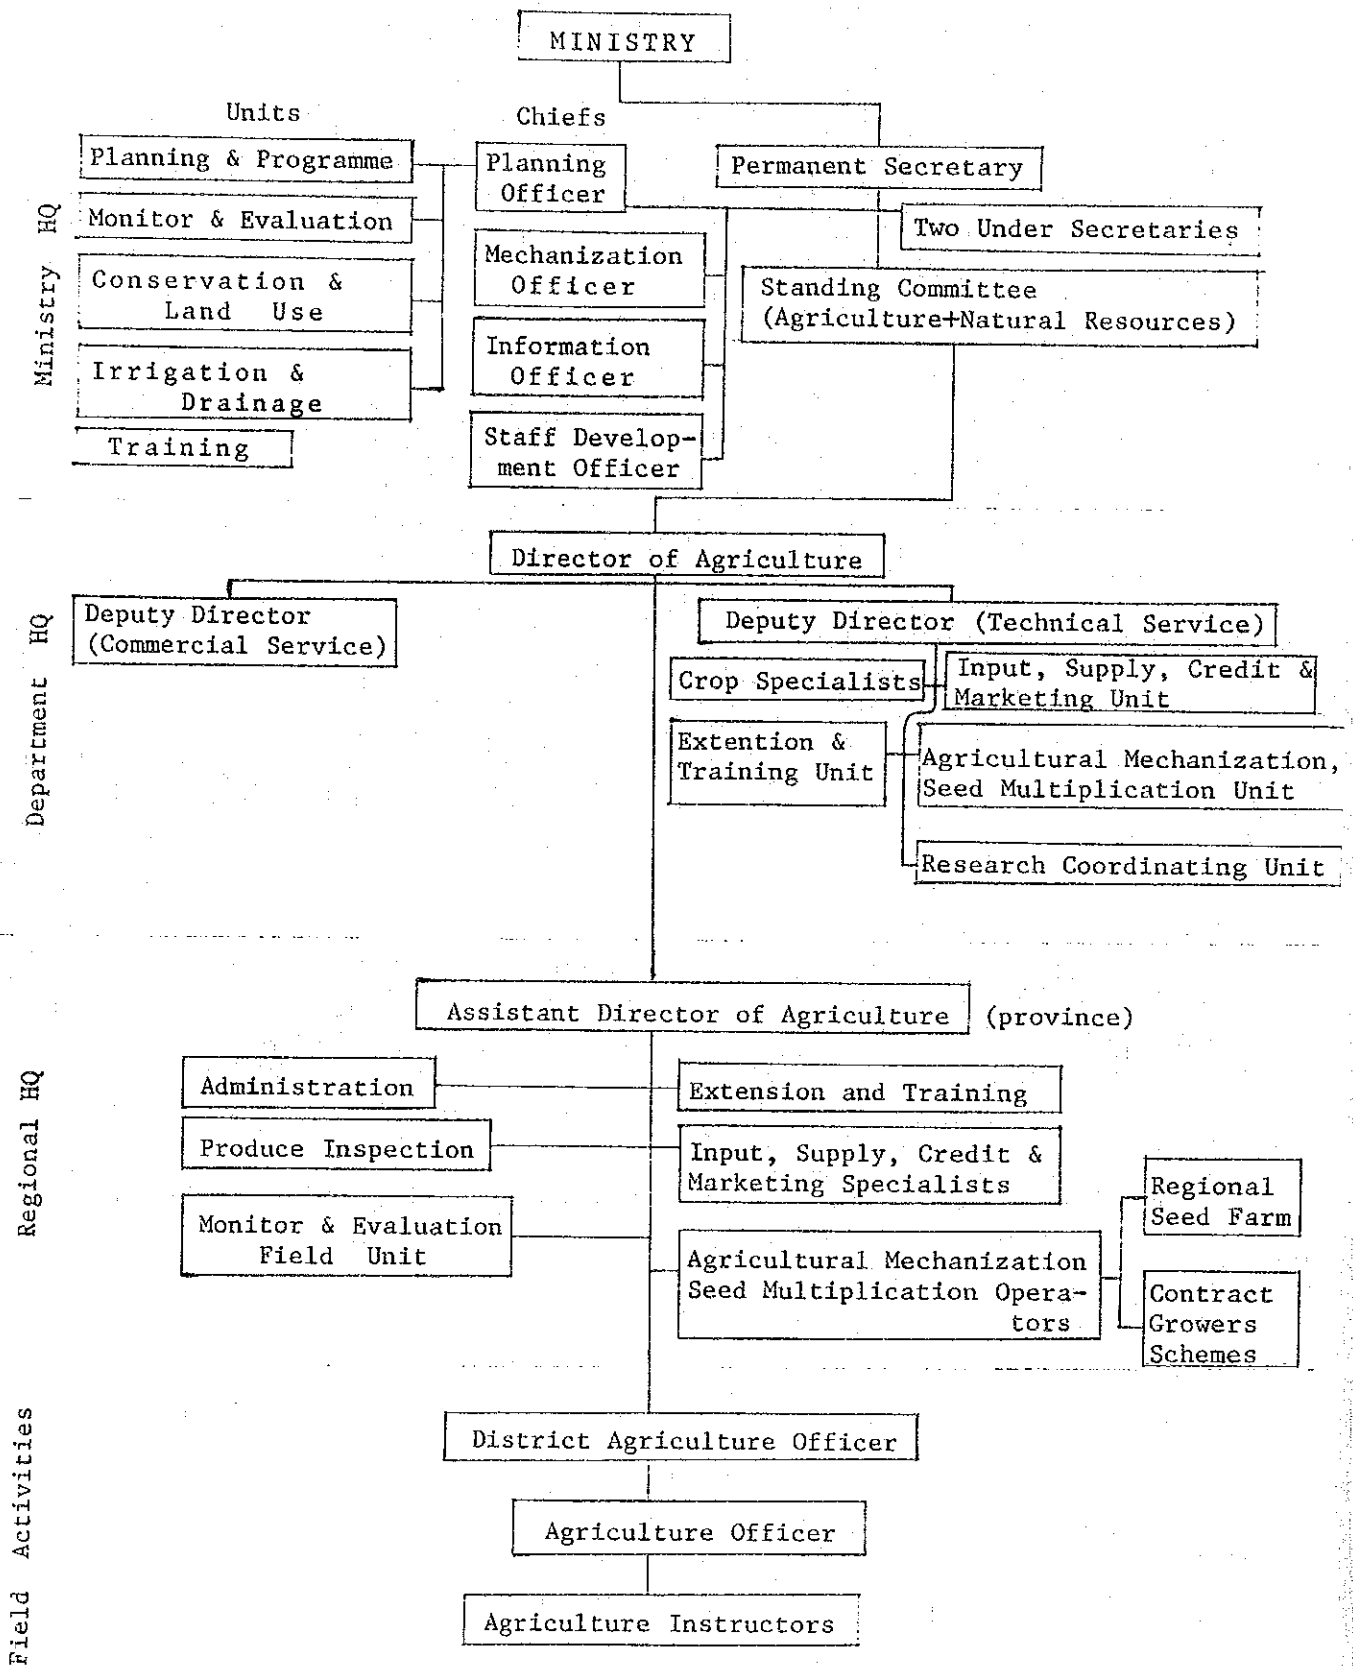 MINISTRY
Units
Chiefs
Planning & Programme
Planning
Officer
Permanent Secretary
Monitor & Evaluation
Two Under Secretaries
Conservation &
Land Use
Mechanization
Officer
Standing Committee
(Agriculture+Natural Resources)
Irrigation &
Drainage
Information
Officer
Training
Staff Develop-
ment Officer
Ministry HQ
Director of Agriculture
Deputy Director
(Commercial Service)
Deputy Director (Technical Service)
Crop Specialists
Input, Supply, Credit &
Marketing Unit
Extention &
Training Unit
Agricultural Mechanization,
Seed Multiplication Unit
Research Coordinating Unit
Department HQ
Assistant Director of Agriculture (province)
Administration
Extension and Training
Produce Inspection
Input, Supply, Credit &
Marketing Specialists
Regional
Seed Farm
Monitor & Evaluation
Field Unit
Agricultural Mechanization
Seed Multiplication Opera-
tors
Contract
Growers
Schemes
Regional HQ
District Agriculture Officer
Agriculture Officer
Agriculture Instructors
Field Activities